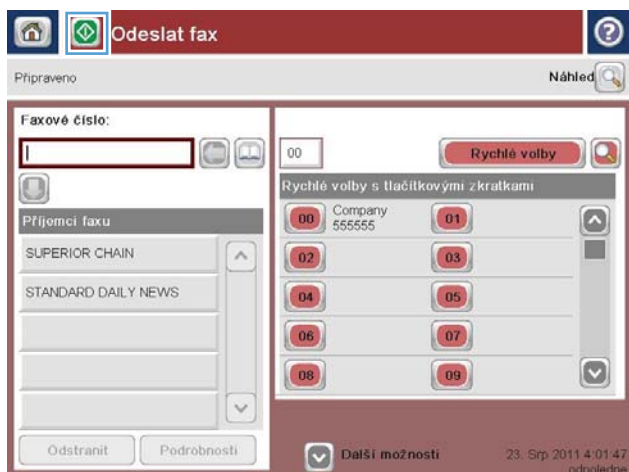 Odeslat fax
Připraveno
Náhled
Faxové číslo:
00
Rychlé volby
Rychlé volby s tlačítkovými zkratkami
Příjemci faxu
SUPERIOR CHAIN
STANDARD DAILY NEWS
00 Company 01
555555
02 03
04 05
06 07
08 09
Odstranit Podrobnosti
Další možnosti
23. Srp 2011 4:01:47
odpoledne